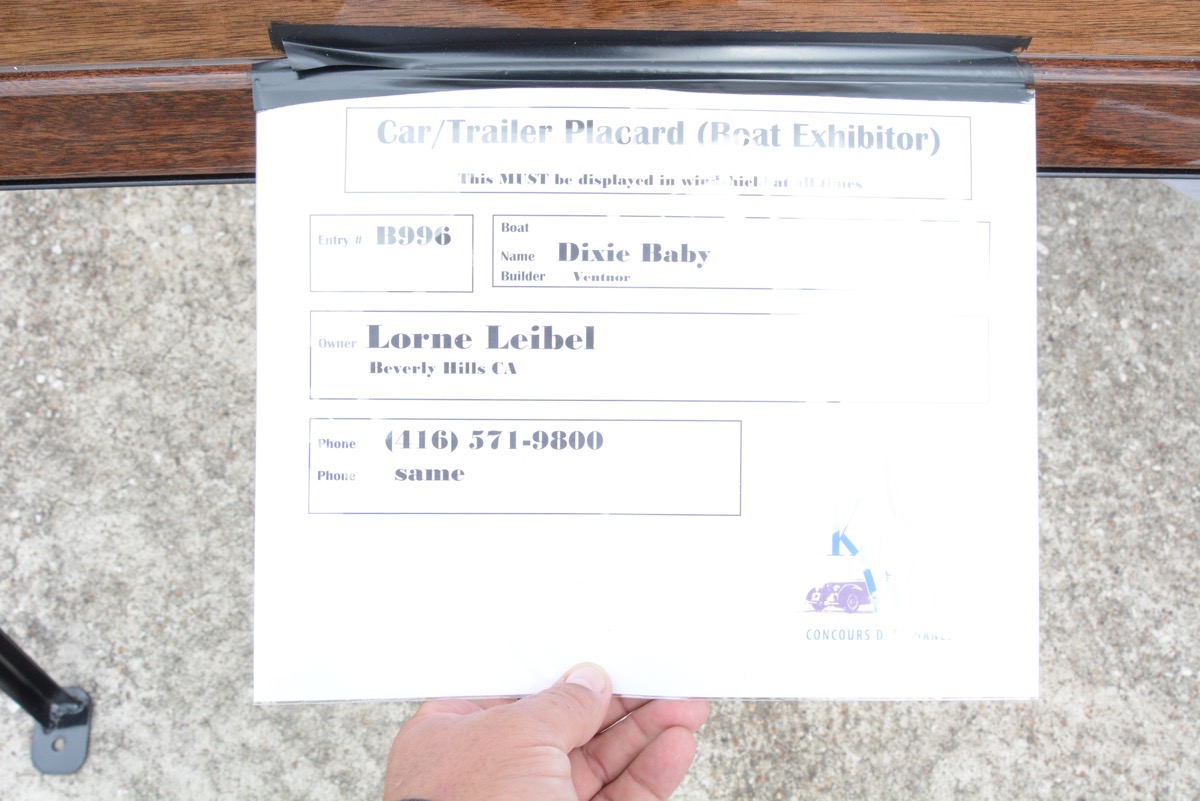 Car/Trailer Placard (Boat Exhibitor)
This MUST be displayed in windshield at all times
Entry # B996
Boat
Name Dixie Baby
Builder Ventnor
Owner Lorne Leibel
Beverly Hills CA
Phone (416) 571-9800
Phone same
K
CONCOURS